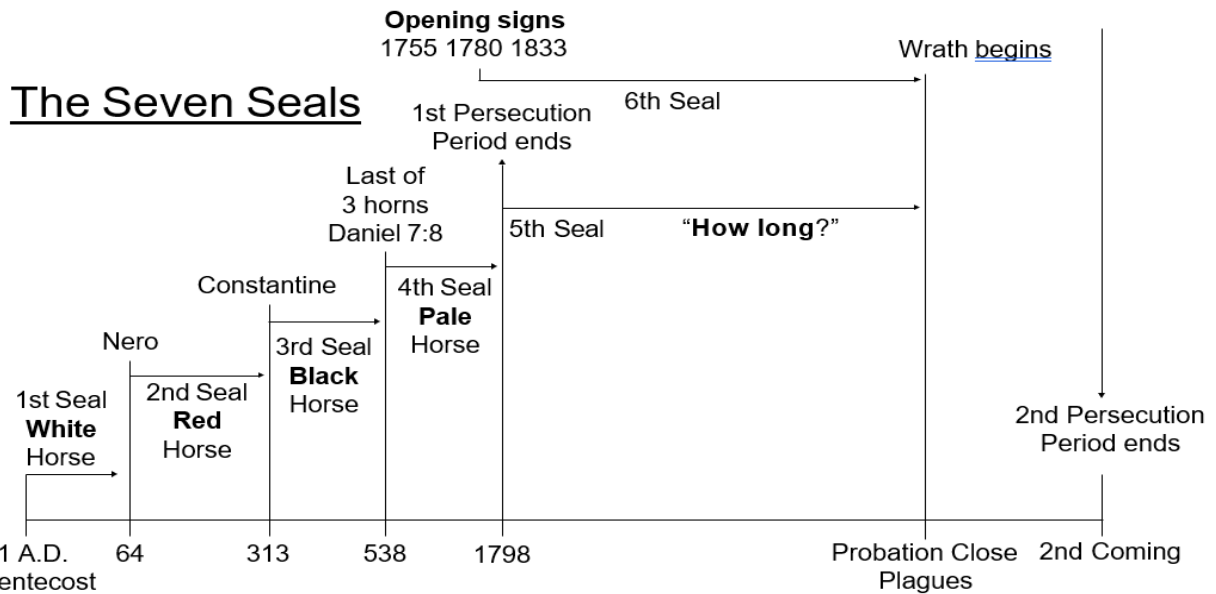 Opening signs
1755 1780 1833
Wrath begins
The Seven Seals
6th Seal
1st Persecution
Period ends
Last of
3 horns
Daniel 7:8
5th Seal
“How long?”
Constantine
4th Seal
Pale
Horse
Nero
3rd Seal
Black
Horse
1st Seal
White
Horse
2nd Seal
Red
Horse
2nd Persecution
Period ends
1 A.D.
entecost
64
313
538
1798
Probation Close
Plagues
2nd Coming